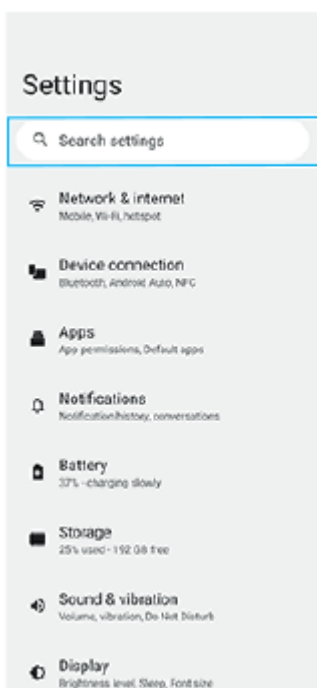 Settings
Search settings
Network & internet
Mobile, Wi-Fi, hotspot
Device connection
Bluetooth, Android Auto, NFC
Apps
App permissions, Default apps
Notifications
Notification history, conversations
Battery
37% - charging slowly
Storage
25% used - 192 GB free
Sound & vibration
Volume, vibration, Do Not Disturb
Display
Brightness level, Sleep, Font size